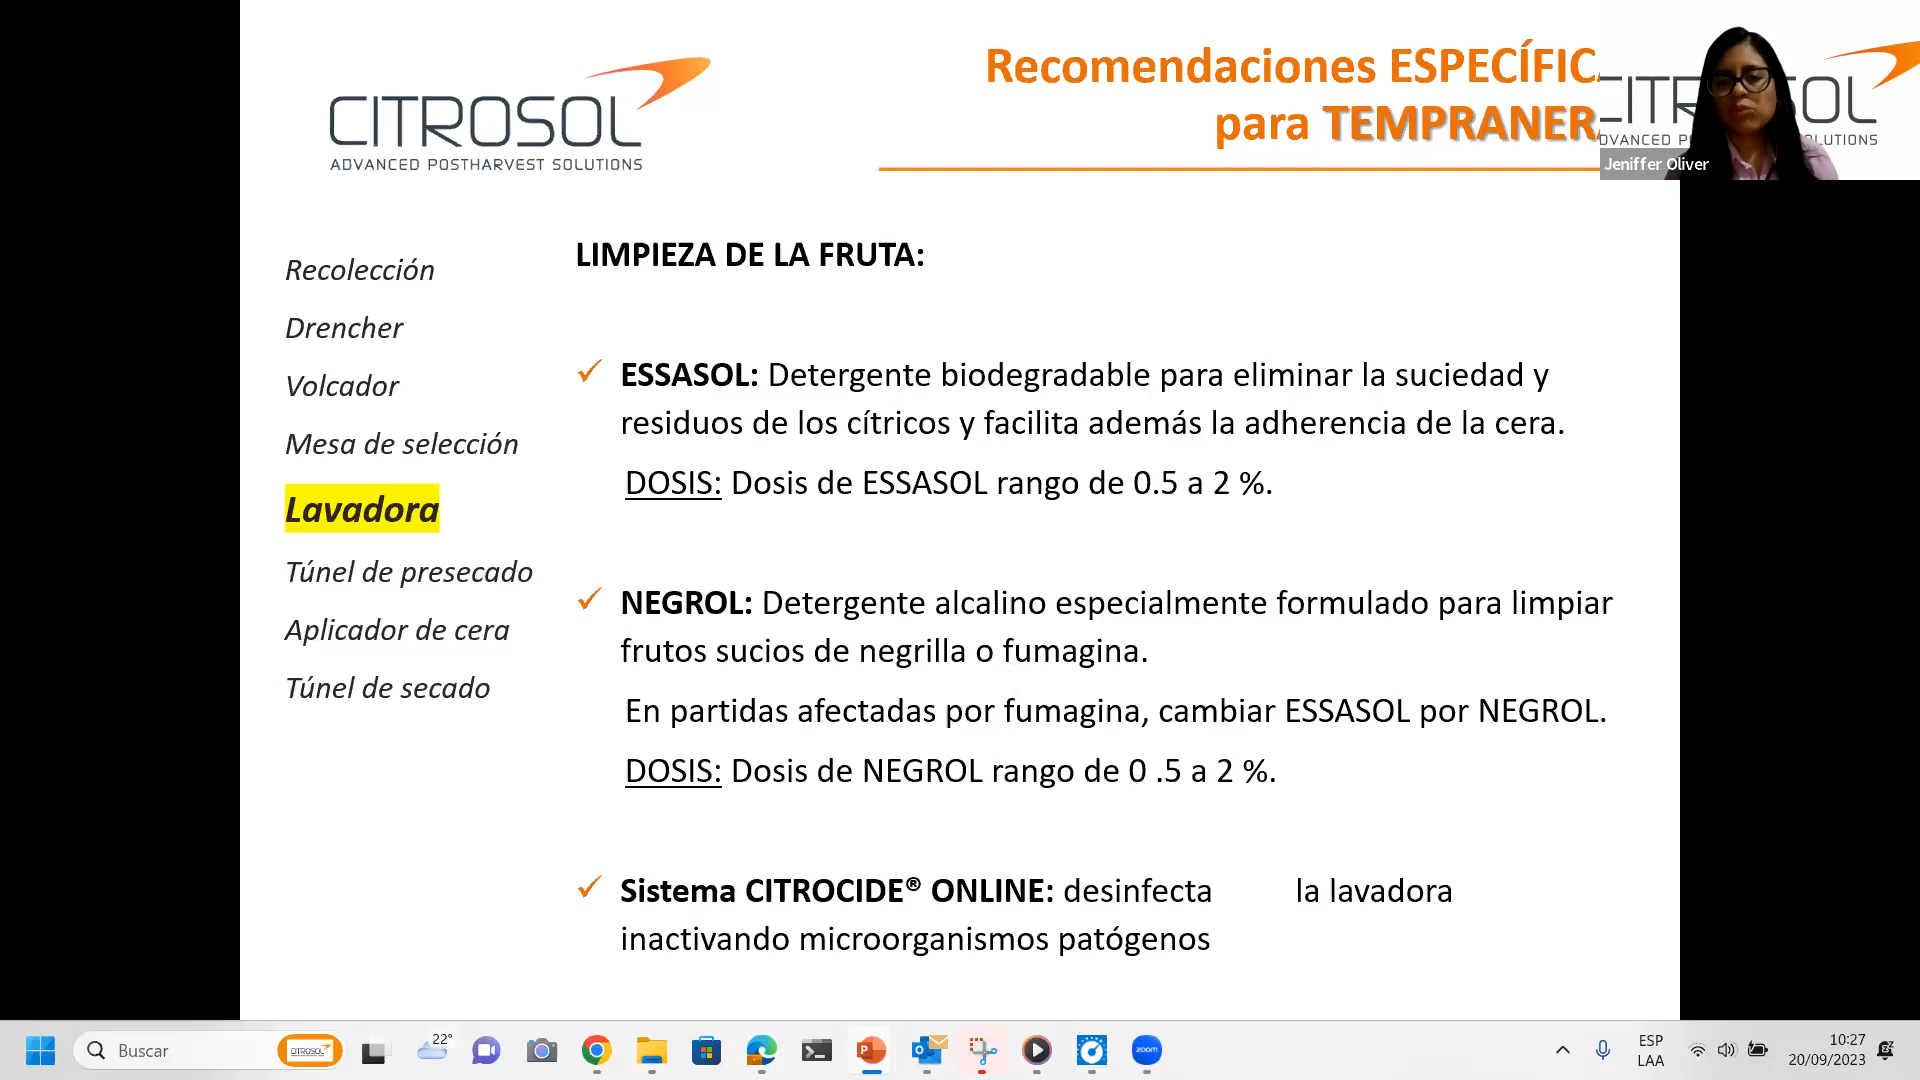 CITROSOL
ADVANCED POSTHARVEST SOLUTIONS
Recomendaciones ESPECÍFIC
para TEMPRANER
Jeniffer Oliver
Recolección
Drencher
Volcador
Mesa de selección
Lavadora
Túnel de presecado
Aplicador de cera
Túnel de secado
LIMPIEZA DE LA FRUTA:
ESSASOL: Detergente biodegradable para eliminar la suciedad y
residuos de los cítricos y facilita además la adherencia de la cera.
DOSIS: Dosis de ESSASOL rango de 0.5 a 2 %.
NEGROL: Detergente alcalino especialmente formulado para limpiar
frutos sucios de negrilla o fumagina.
En partidas afectadas por fumagina, cambiar ESSASOL por NEGROL.
DOSIS: Dosis de NEGROL rango de 0 .5 a 2 %.
Sistema CITROCIDE® ONLINE: desinfecta la lavadora
inactivando microorganismos patógenos
Buscar
CITROSOL
22°
zoom
ESP
LAA
10:27
20/09/2023